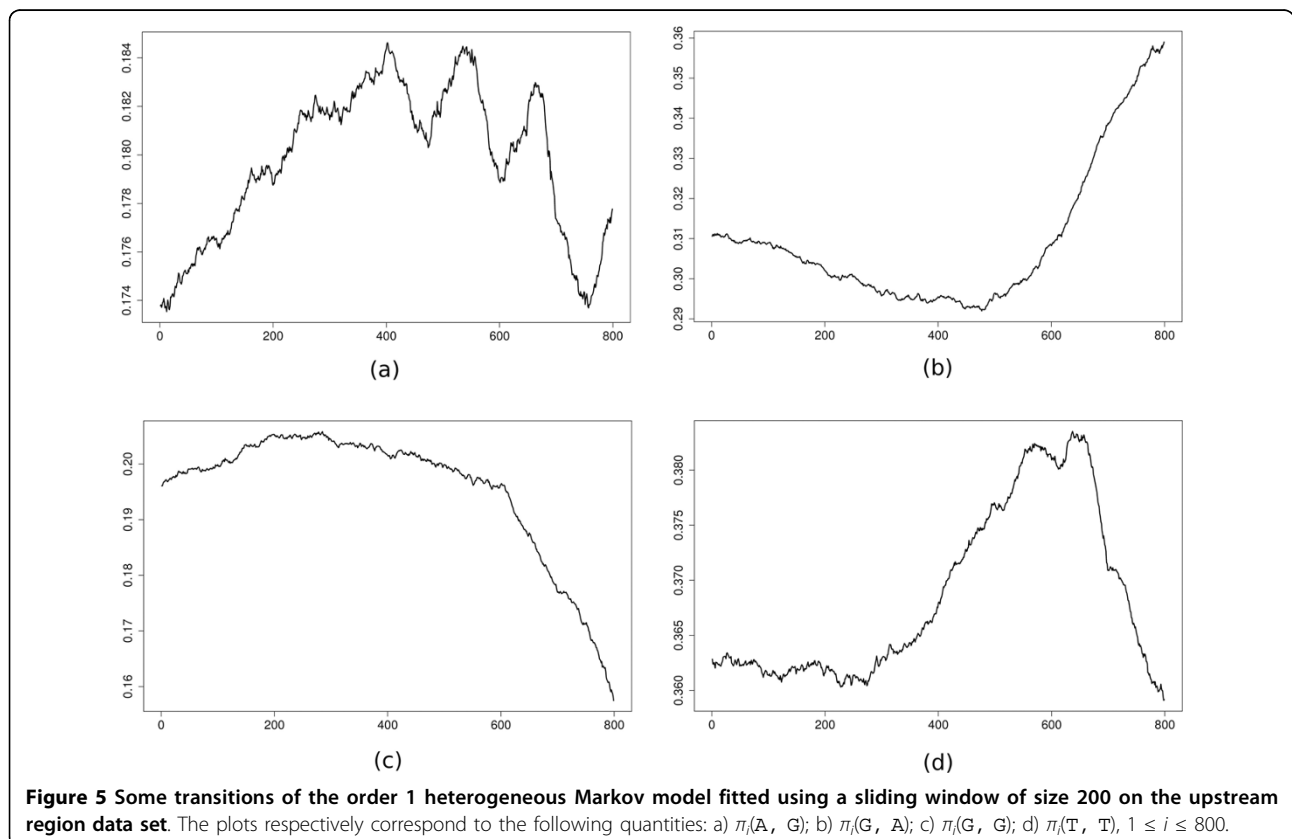 0.184
0.182
0.180
0.178
0.176
0.174
0 200 400 600 800
(a)
0.36
0.35
0.34
0.33
0.32
0.31
0.30
0.29
0 200 400 600 800
(b)
0.20
0.19
0.18
0.17
0.16
0 200 400 600 800
(c)
0.380
0.375
0.370
0.365
0.360
0 200 400 600 800
(d)
Figure 5 Some transitions of the order 1 heterogeneous Markov model fitted using a sliding window of size 200 on the upstream
region data set. The plots respectively correspond to the following quantities: a) πi(A, G); b) πi(G, A); c) πi(G, G); d) πi(T, T), 1 ≤ i ≤ 800.